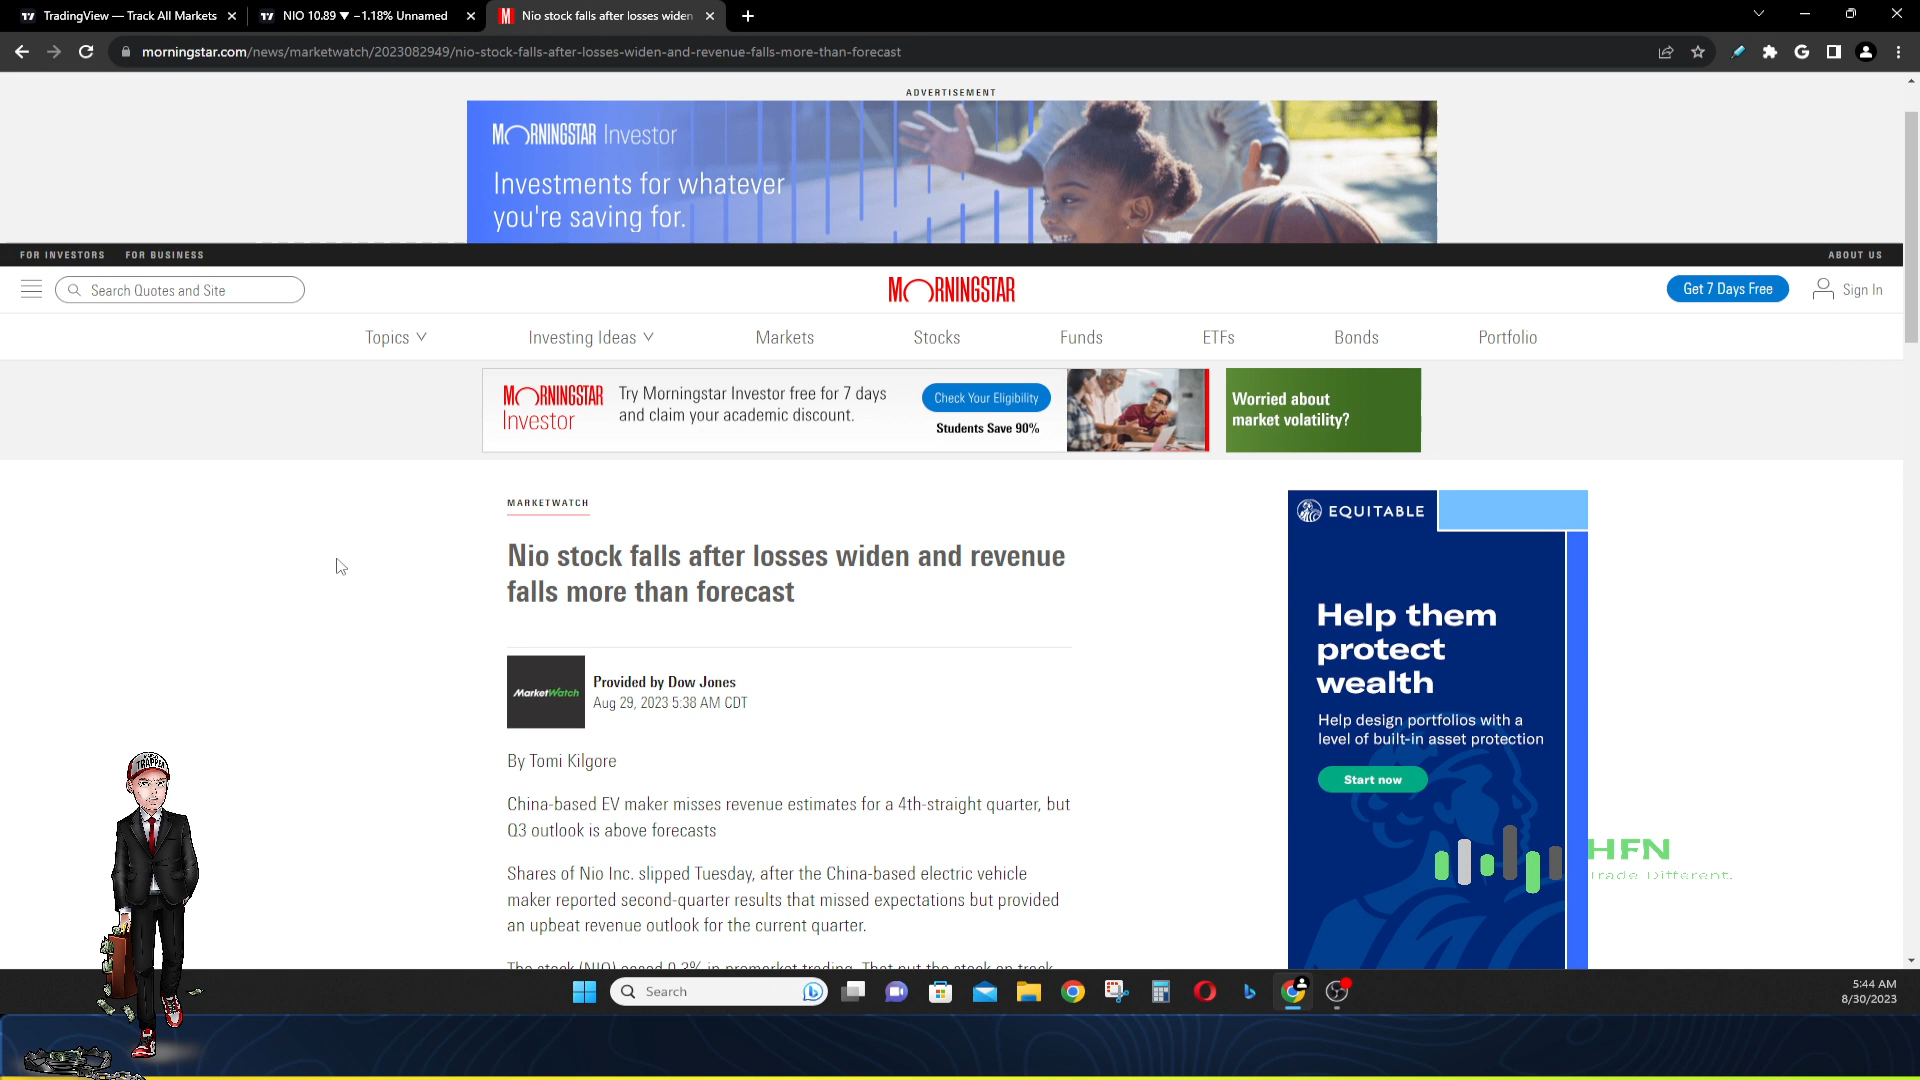 TradingView — Track All Markets
NIO 10.89 ▼ −1.18% Unnamed
Nio stock falls after losses widen
morningstar.com/news/marketwatch/2023082949/nio-stock-falls-after-losses-widen-and-revenue-falls-more-than-forecast
ADVERTISEMENT
MORNINGSTAR Investor
Investments for whatever
you're saving for.
FOR INVESTORS FOR BUSINESS ABOUT US
Search Quotes and Site
MORNINGSTAR
Get 7 Days Free
Sign In
Topics Investing Ideas Markets Stocks Funds ETFs Bonds Portfolio
MORNINGSTAR
Investor
Try Morningstar Investor free for 7 days
and claim your academic discount.
Check Your Eligibility
Students Save 90%
Worried about
market volatility?
MARKETWATCH
Nio stock falls after losses widen and revenue
falls more than forecast
MarketWatch
Provided by Dow Jones
Aug 29, 2023 5:38 AM CDT
By Tomi Kilgore
China-based EV maker misses revenue estimates for a 4th-straight quarter, but
Q3 outlook is above forecasts
Shares of Nio Inc. slipped Tuesday, after the China-based electric vehicle
maker reported second-quarter results that missed expectations but provided
an upbeat revenue outlook for the current quarter.
EQUITABLE
Help them
protect
wealth
Help design portfolios with a
level of built-in asset protection
Start now
HFN
Trade Different.
TRAPPER
Search
5:44 AM
8/30/2023